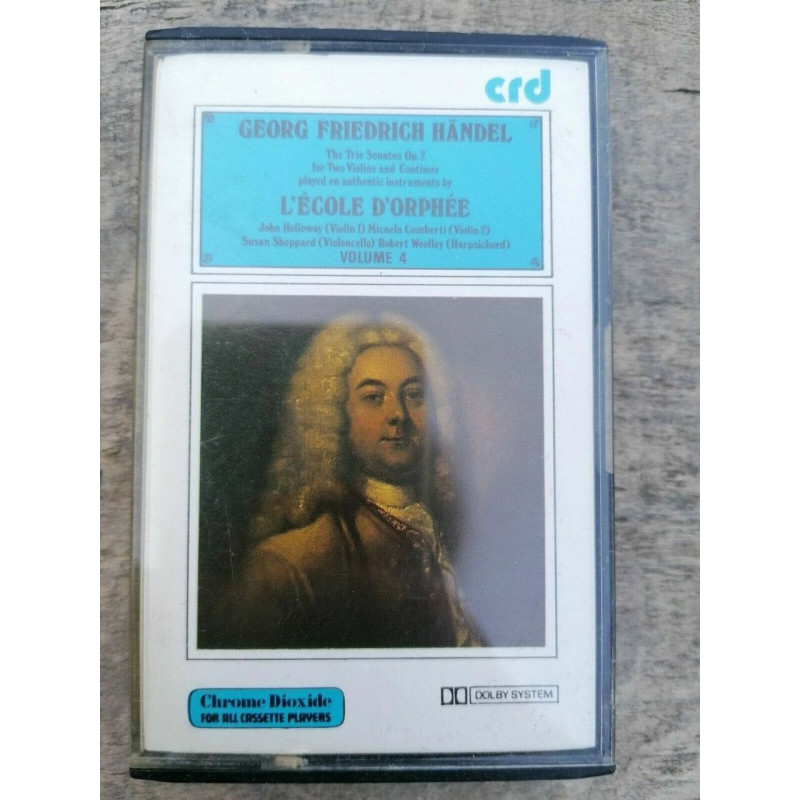 crd
GEORG FRIEDRICH HÄNDEL
The Trio Sonatas Op.2
for Two Violins and Continuo
played on authentic instruments by
L'ÉCOLE D'ORPHÉE
John Holloway (Violin 1) Micaela Comberti (Violin 2)
Susan Sheppard (Violoncello) Robert Woolley (Harpsichord)
VOLUME 4
Chrome Dioxide
FOR ALL CASSETTE PLAYERS
DOLBY SYSTEM